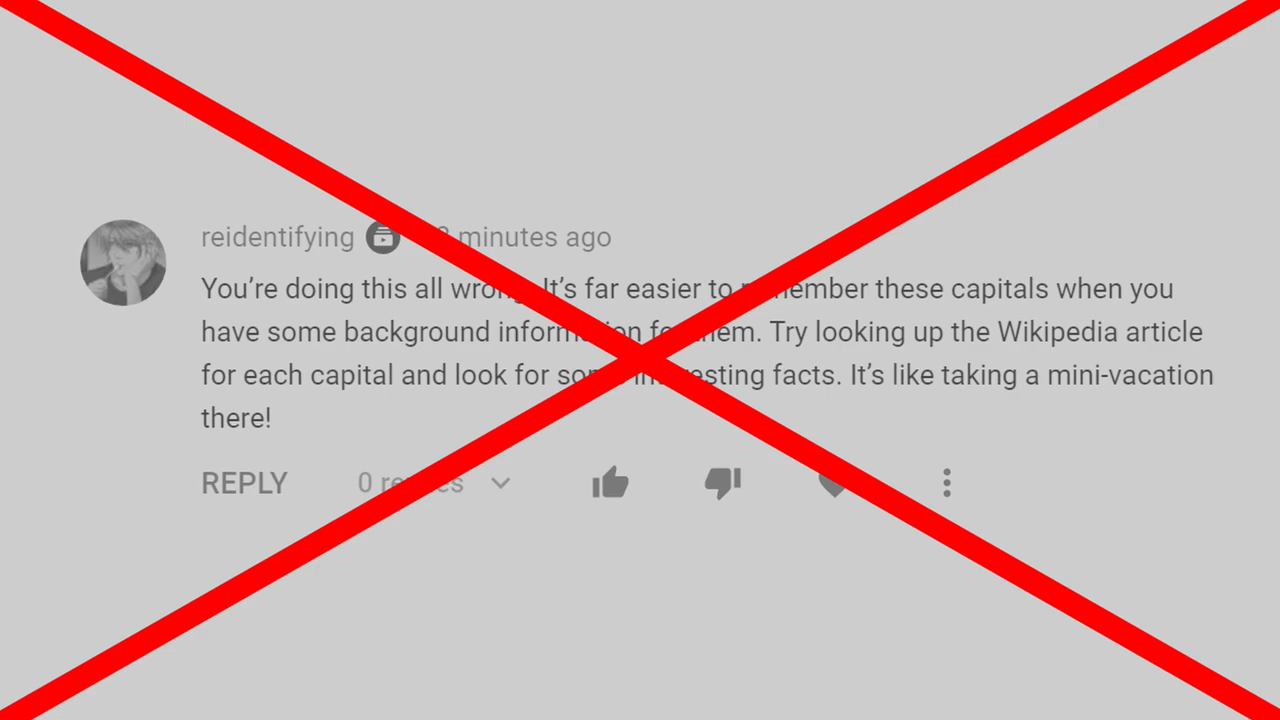 reidentifying minutes ago
You’re doing this all wrong. It’s far easier to remember these capitals when you
have some background information for them. Try looking up the Wikipedia article
for each capital and look for some interesting facts. It’s like taking a mini-vacation
there!
REPLY 0 replies